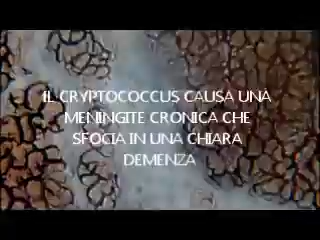 IL CRYPTOCOCCUS CAUSA UNA
MENINGITE CRONICA CHE
SFOCIA IN UNA CHIARA
DEMENZA